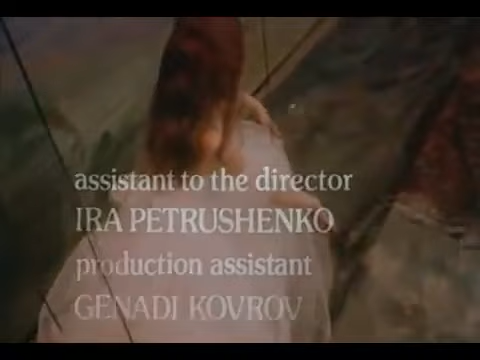 assistant to the director
IRA PETRUSHENKO
production assistant
GENADI KOVROV